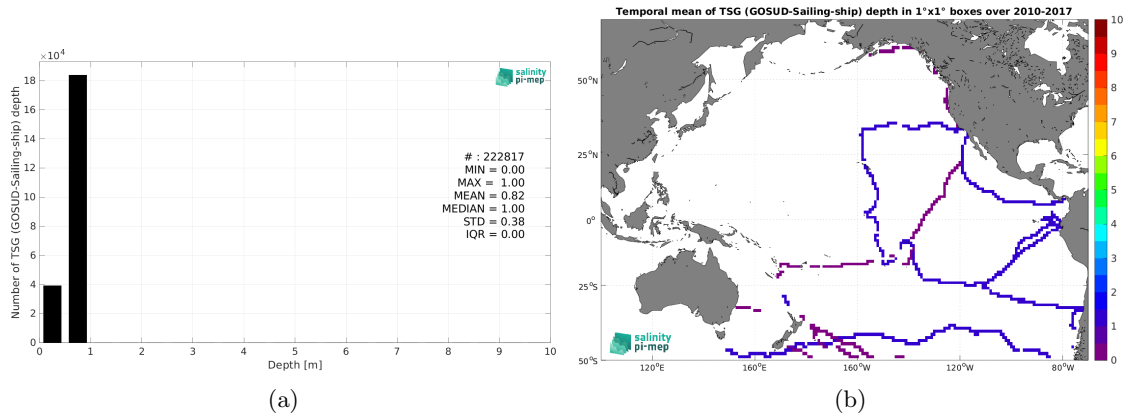 ×10⁴
18
16
14
12
10
8
6
4
2
0
Number of TSG (GOSUD-Sailing-ship) depth
salinity
pi-mep
# : 222817
MIN = 0.00
MAX = 1.00
MEAN = 0.82
MEDIAN = 1.00
STD = 0.38
IQR = 0.00
0 1 2 3 4 5 6 7 8 9 10
Depth [m]
(a)
Temporal mean of TSG (GOSUD-Sailing-ship) depth in 1°x1° boxes over 2010-2017
50°N
25°N
0°
25°S
50°S
salinity
pi-mep
120°W 160°E 160°W 120°W 80°W
10
9
8
7
6
5
4
3
2
1
0
(b)